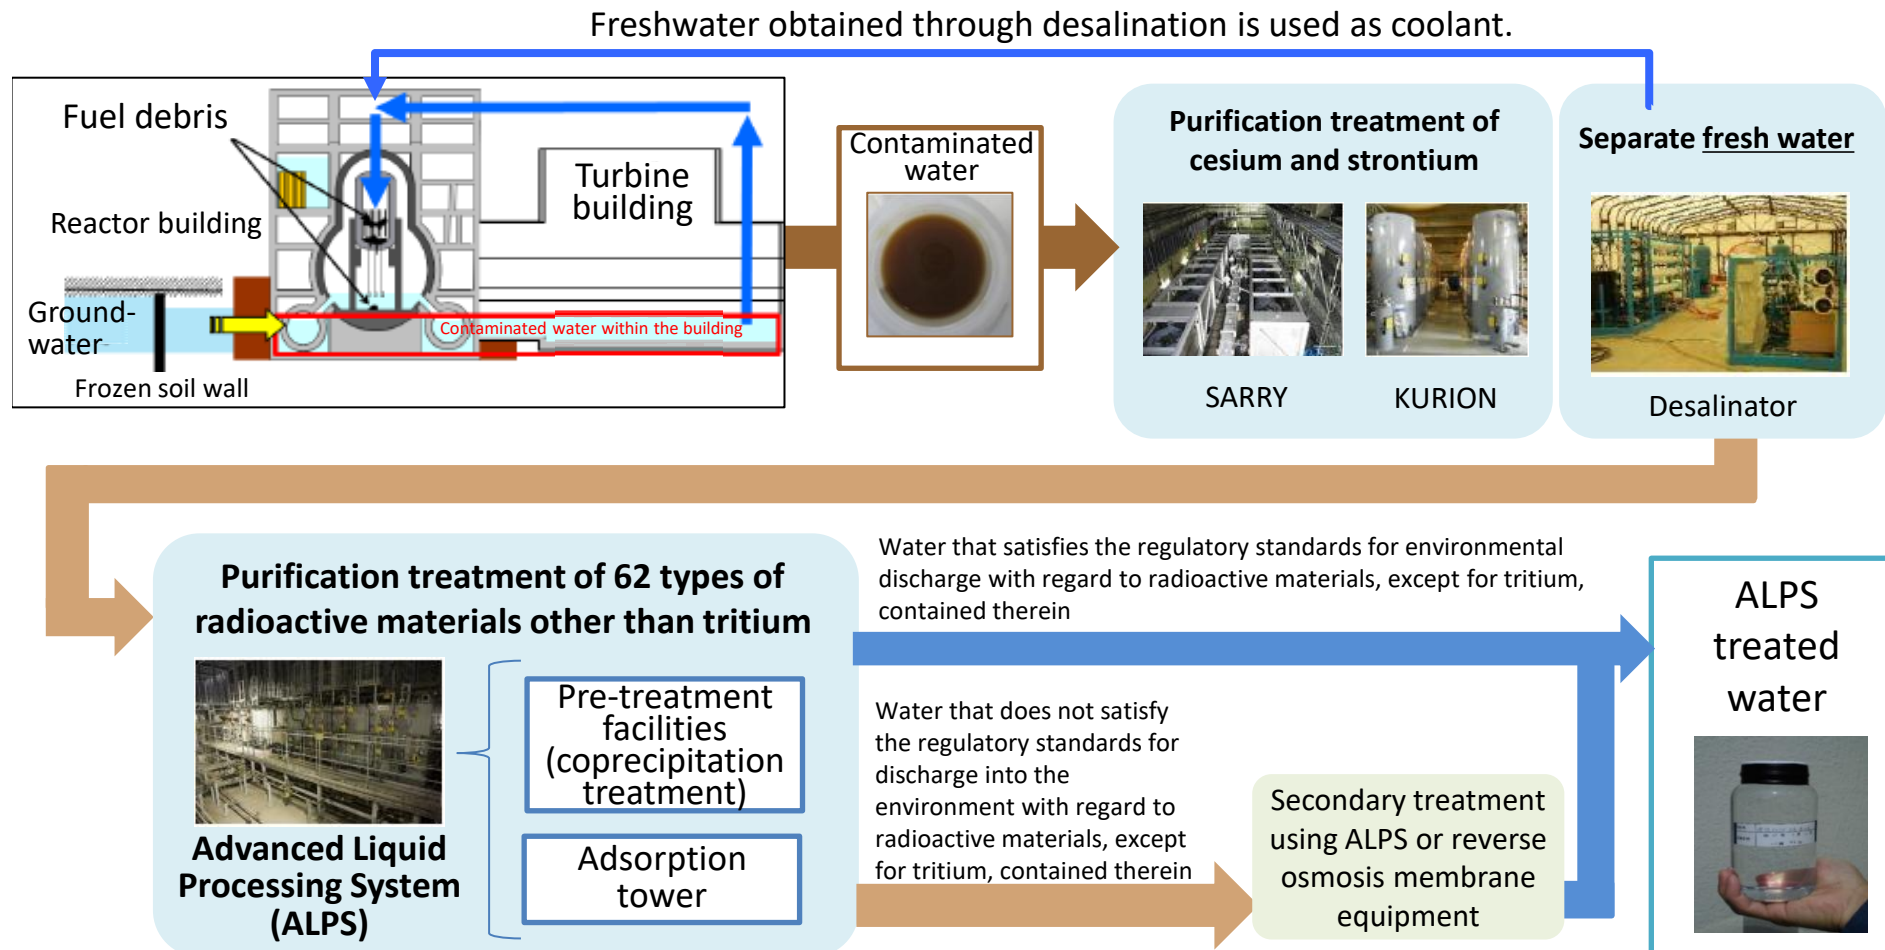 Freshwater obtained through desalination is used as coolant.
Fuel debris
Reactor building
Turbine
building
Ground-
water
Frozen soil wall
Contaminated water within the building
Contaminated
water
Purification treatment of
cesium and strontium
SARRY
KURION
Separate fresh water
Desalinator
Purification treatment of 62 types of
radioactive materials other than tritium
Advanced Liquid
Processing System
(ALPS)
Pre-treatment
facilities
(coprecipitation
treatment)
Adsorption
tower
Water that satisfies the regulatory standards for environmental
discharge with regard to radioactive materials, except for tritium,
contained therein
Water that does not satisfy
the regulatory standards for
discharge into the
environment with regard to
radioactive materials, except
for tritium, contained therein
Secondary treatment
using ALPS or reverse
osmosis membrane
equipment
ALPS
treated
water